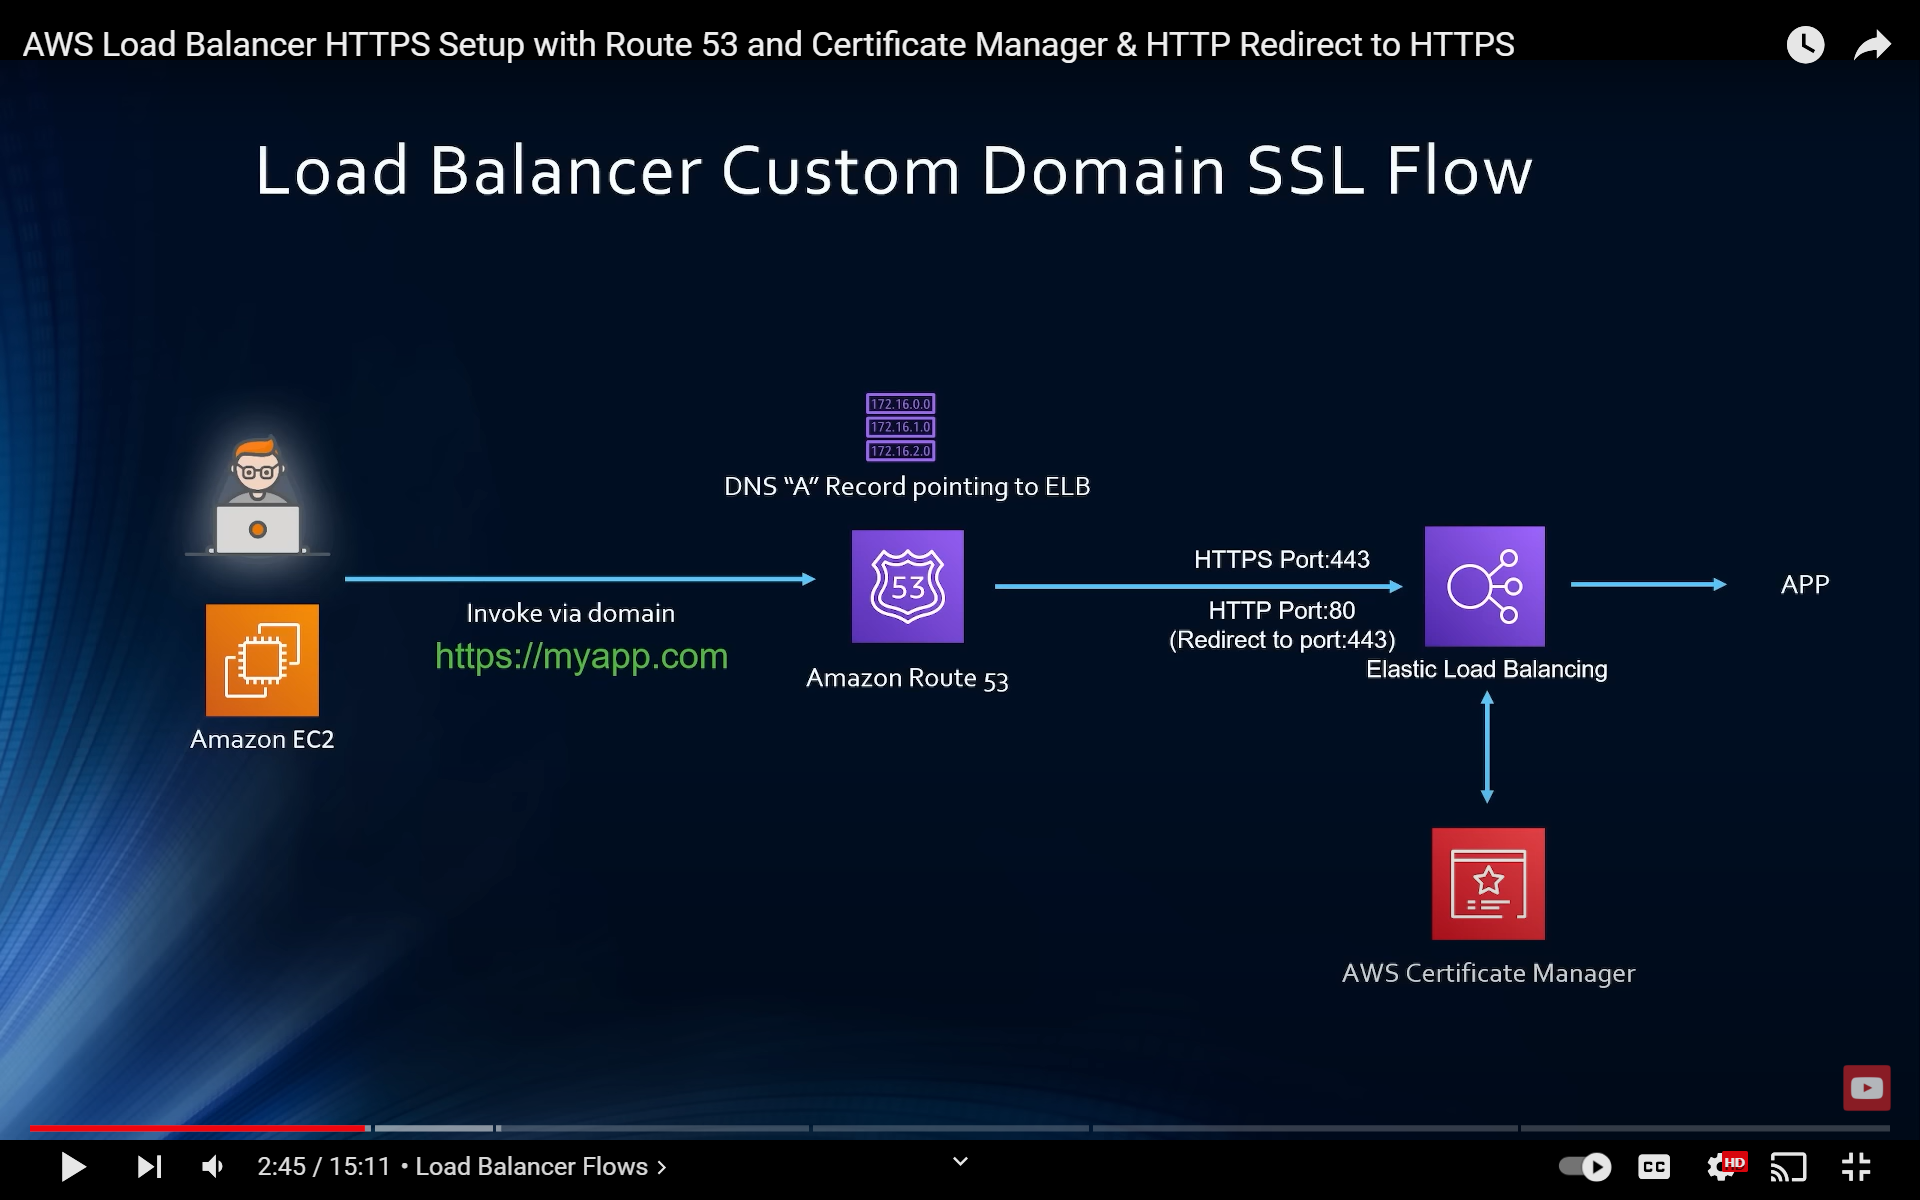 AWS Load Balancer HTTPS Setup with Route 53 and Certificate Manager & HTTP Redirect to HTTPS
Load Balancer Custom Domain SSL Flow
172.16.0.0
172.16.1.0
172.16.2.0
DNS “A” Record pointing to ELB
Invoke via domain
https://myapp.com
Amazon EC2
53
Amazon Route 53
HTTPS Port:443
HTTP Port:80
(Redirect to port:443)
Elastic Load Balancing
APP
AWS Certificate Manager
2:45 / 15:11 • Load Balancer Flows
CC
HD